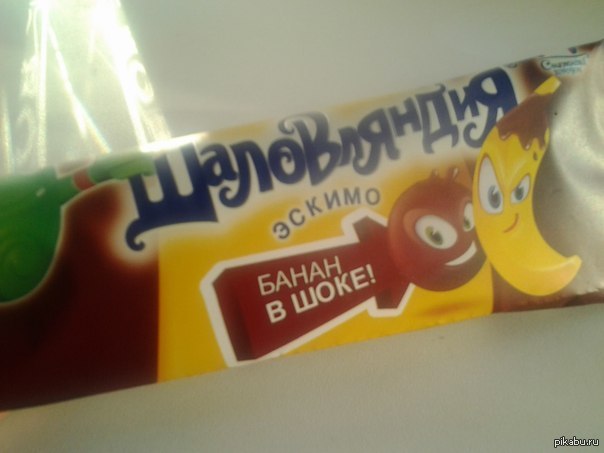 Шаловляндия
эскимо
БАНАН
В ШОКЕ!
pikabu.ru